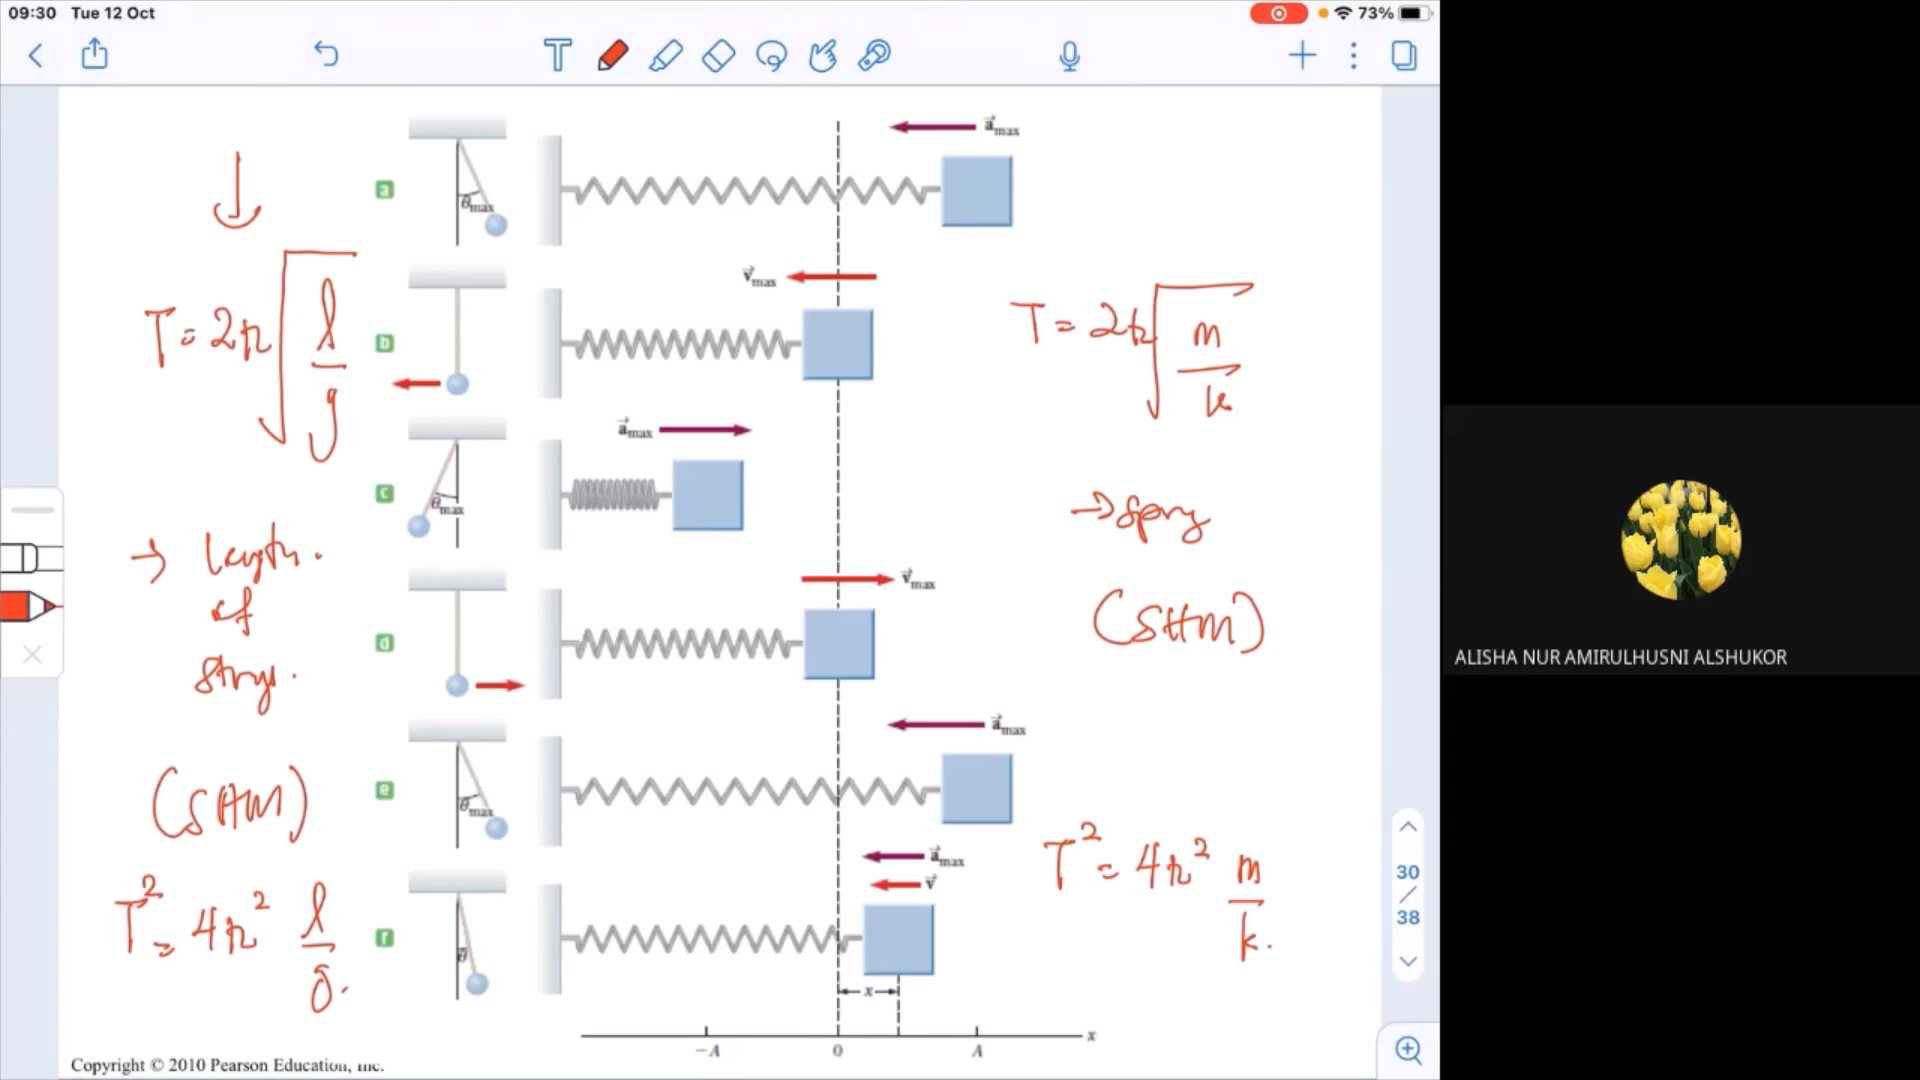 09:30 Tue 12 Oct
73%
a⃗max
a
θmax
T = 2π √ l/g
v⃗max
b
T = 2π √ m/k
a⃗max
c
θmax
→ Spring
→ length.
of
string.
v⃗max
d
(SHM)
a⃗max
e
θmax
(SHM)
T² = 4π² m/k.
a⃗max
v⃗
T² = 4π² l/g.
f
θ
x
30
/
38
x
-A 0 A
Copyright © 2010 Pearson Education, Inc.
ALISHA NUR AMIRULHUSNI ALSHUKOR